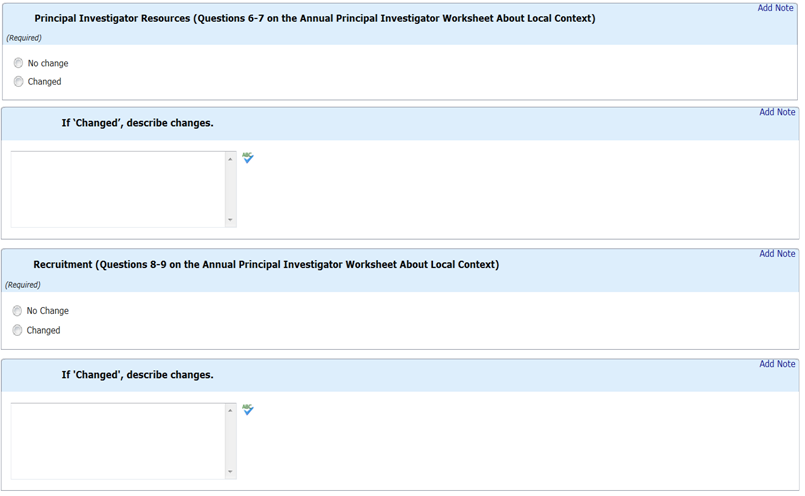 Add Note
Principal Investigator Resources (Questions 6-7 on the Annual Principal Investigator Worksheet About Local Context)
(Required)
No change
Changed
Add Note
If ‘Changed’, describe changes.
ABC
Add Note
Recruitment (Questions 8-9 on the Annual Principal Investigator Worksheet About Local Context)
(Required)
No Change
Changed
Add Note
If 'Changed', describe changes.
ABC